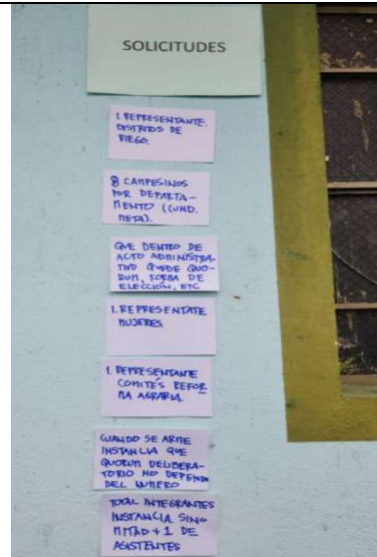 SOLICITUDES
1 REPRESENTANTE.
DISTRITOS DE
RIEGO.
8 CAMPESINOS
POR DEPARTA-
MENTO (CUND.
META).
QUE DENTRO DE
ACTO ADMINISTRA-
TIVO QUEDE QUO-
RUM, FORMA DE
ELECCIÓN, ETC
1. REPRESENTATE
MUJERES.
1. REPRESENTANTE
COMITÉS REFOR
MA AGRARIA.
CUANDO SE ARME
INSTANCIA QUE
QUORUM DELIBERA-
TORIO NO DEPENDA
DEL NUMERO
TOTAL INTEGRANTES
INSTANCIA SINO
MITAD + 1 DE
ASISTENTES